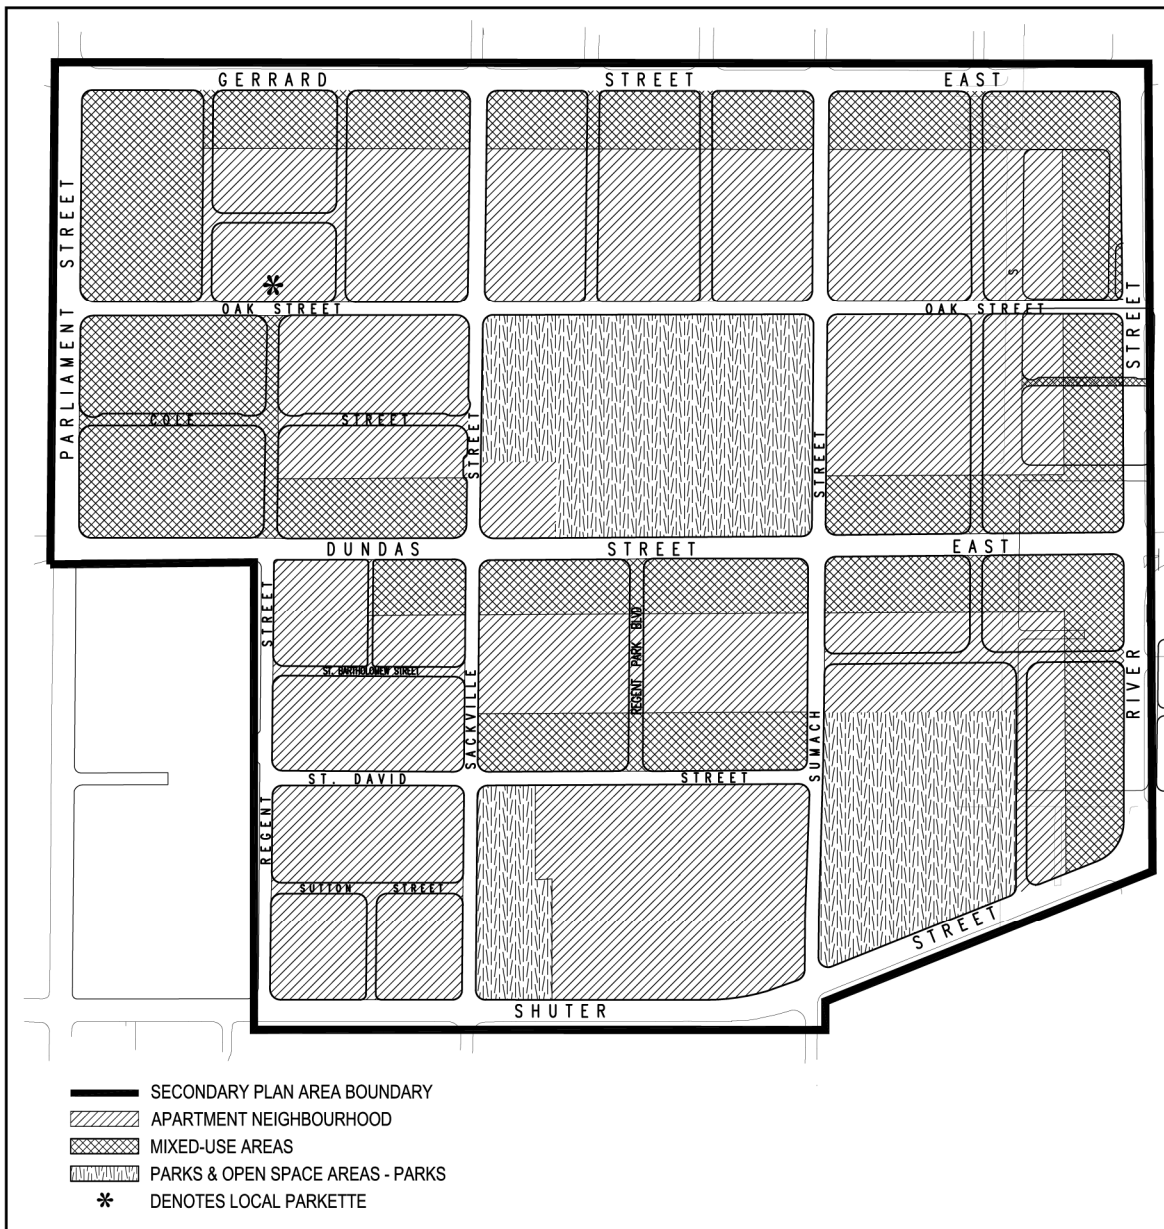 GERRARD STREET EAST
PARLIAMENT STREET
OAK STREET
OAK STREET
S
STREET
COLE STREET
STREET
STREET
DUNDAS STREET EAST
STREET
REGENT PARK BLVD
ST. BARTHOLOMEW STREET
RIVER
SACKVILLE
SUMACH
ST. DAVID STREET
REGENT
SUTTON STREET
STREET
SHUTER
SECONDARY PLAN AREA BOUNDARY
APARTMENT NEIGHBOURHOOD
MIXED-USE AREAS
PARKS & OPEN SPACE AREAS - PARKS
* DENOTES LOCAL PARKETTE